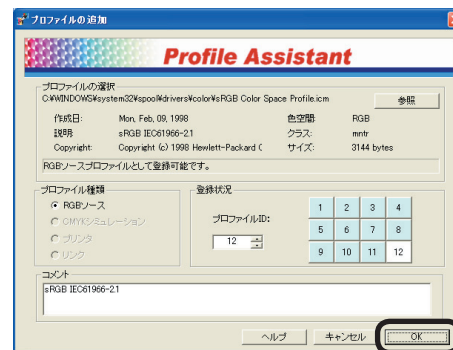 プロファイルの追加
Profile Assistant
プロファイルの選択
C:¥WINDOWS¥system32¥spool¥drivers¥color¥sRGB Color Space Profile.icm
参照
作成日: Mon, Feb, 09, 1998 色空間: RGB
説明: sRGB IEC61966-2.1 クラス: mntr
Copyright: Copyright (c) 1998 Hewlett-Packard C サイズ: 3144 bytes
RGBソースプロファイルとして登録可能です。
プロファイル種類 登録状況
RGBソース
CMYKシミュレーション
プリンタ
リンク
プロファイルID:
12
1 2 3 4
5 6 7 8
9 10 11 12
コメント
sRGB IEC61966-2.1
ヘルプ キャンセル OK